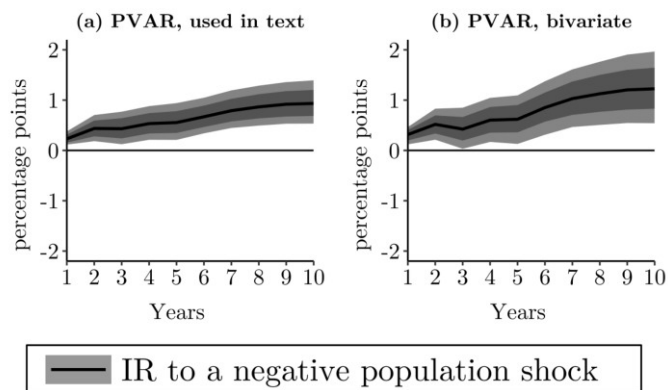 (a) PVAR, used in text
(b) PVAR, bivariate
percentage points
2
1
0
-1
-2
1 2 3 4 5 6 7 8 9 10
Years
percentage points
2
1
0
-1
-2
1 2 3 4 5 6 7 8 9 10
Years
IR to a negative population shock